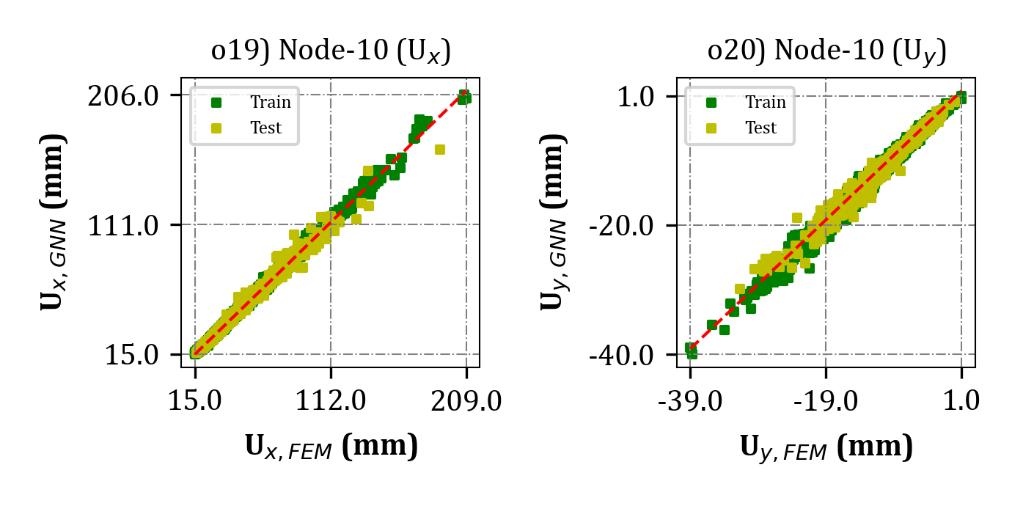 o19) Node-10 (Ux)
206.0
111.0
15.0
Train
Test
Ux, GNN (mm)
15.0 112.0 209.0
Ux, FEM (mm)
o20) Node-10 (Uy)
1.0
-20.0
-40.0
Train
Test
Uy, GNN (mm)
-39.0 -19.0 1.0
Uy, FEM (mm)